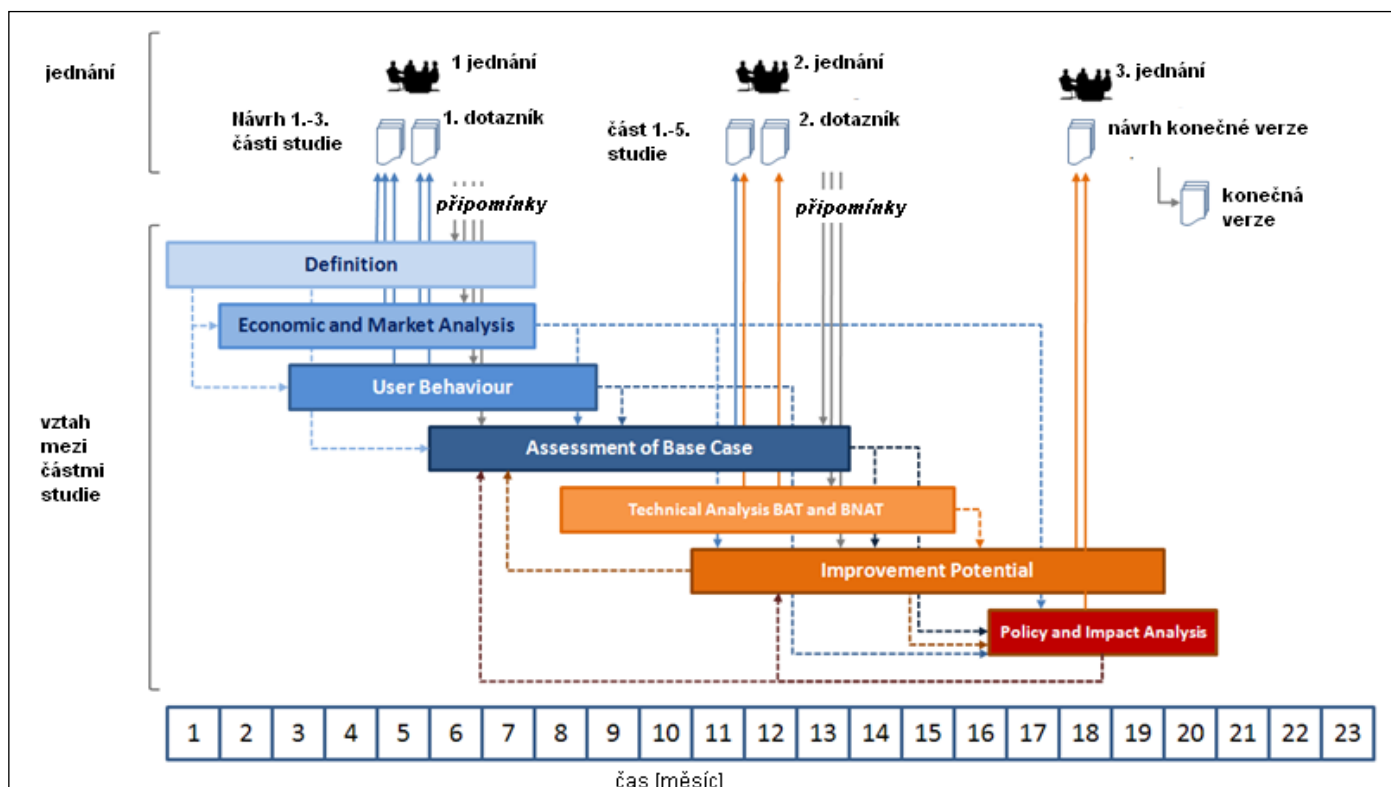 jednání
1 jednání
2. jednání
3. jednání
Návrh 1.-3.
části studie
1. dotazník
část 1.-5.
studie
2. dotazník
návrh konečné verze
konečná
verze
připomínky
připomínky
vztah
mezi
částmi
studie
Definition
Economic and Market Analysis
User Behaviour
Assessment of Base Case
Technical Analysis BAT and BNAT
Improvement Potential
Policy and Impact Analysis
1 2 3 4 5 6 7 8 9 10 11 12 13 14 15 16 17 18 19 20 21 22 23
čas [měsíc]